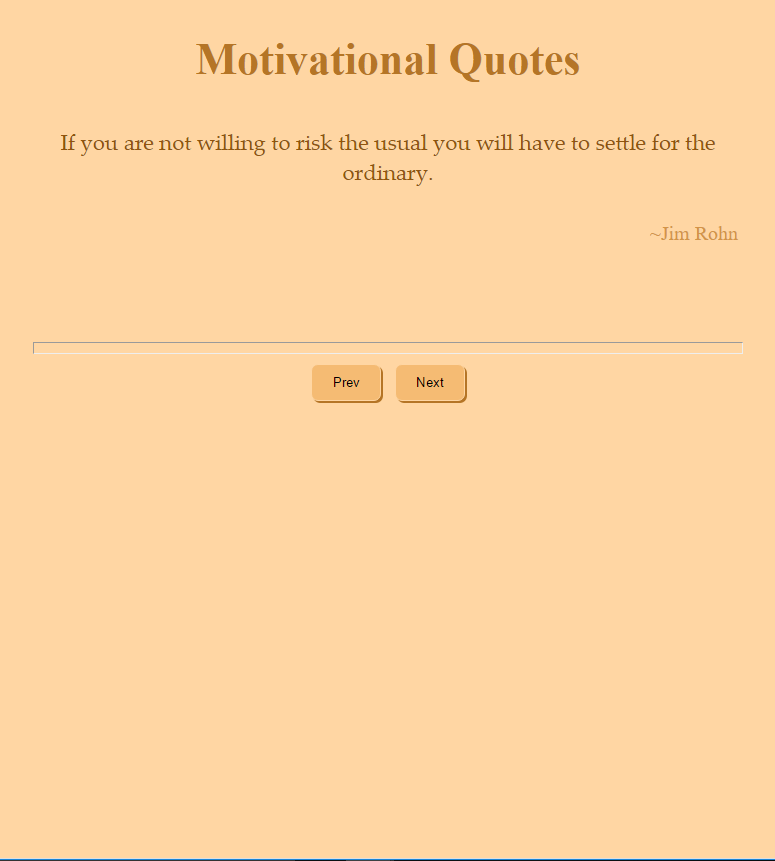 Motivational Quotes
If you are not willing to risk the usual you will have to settle for the
ordinary.
~Jim Rohn
Prev Next